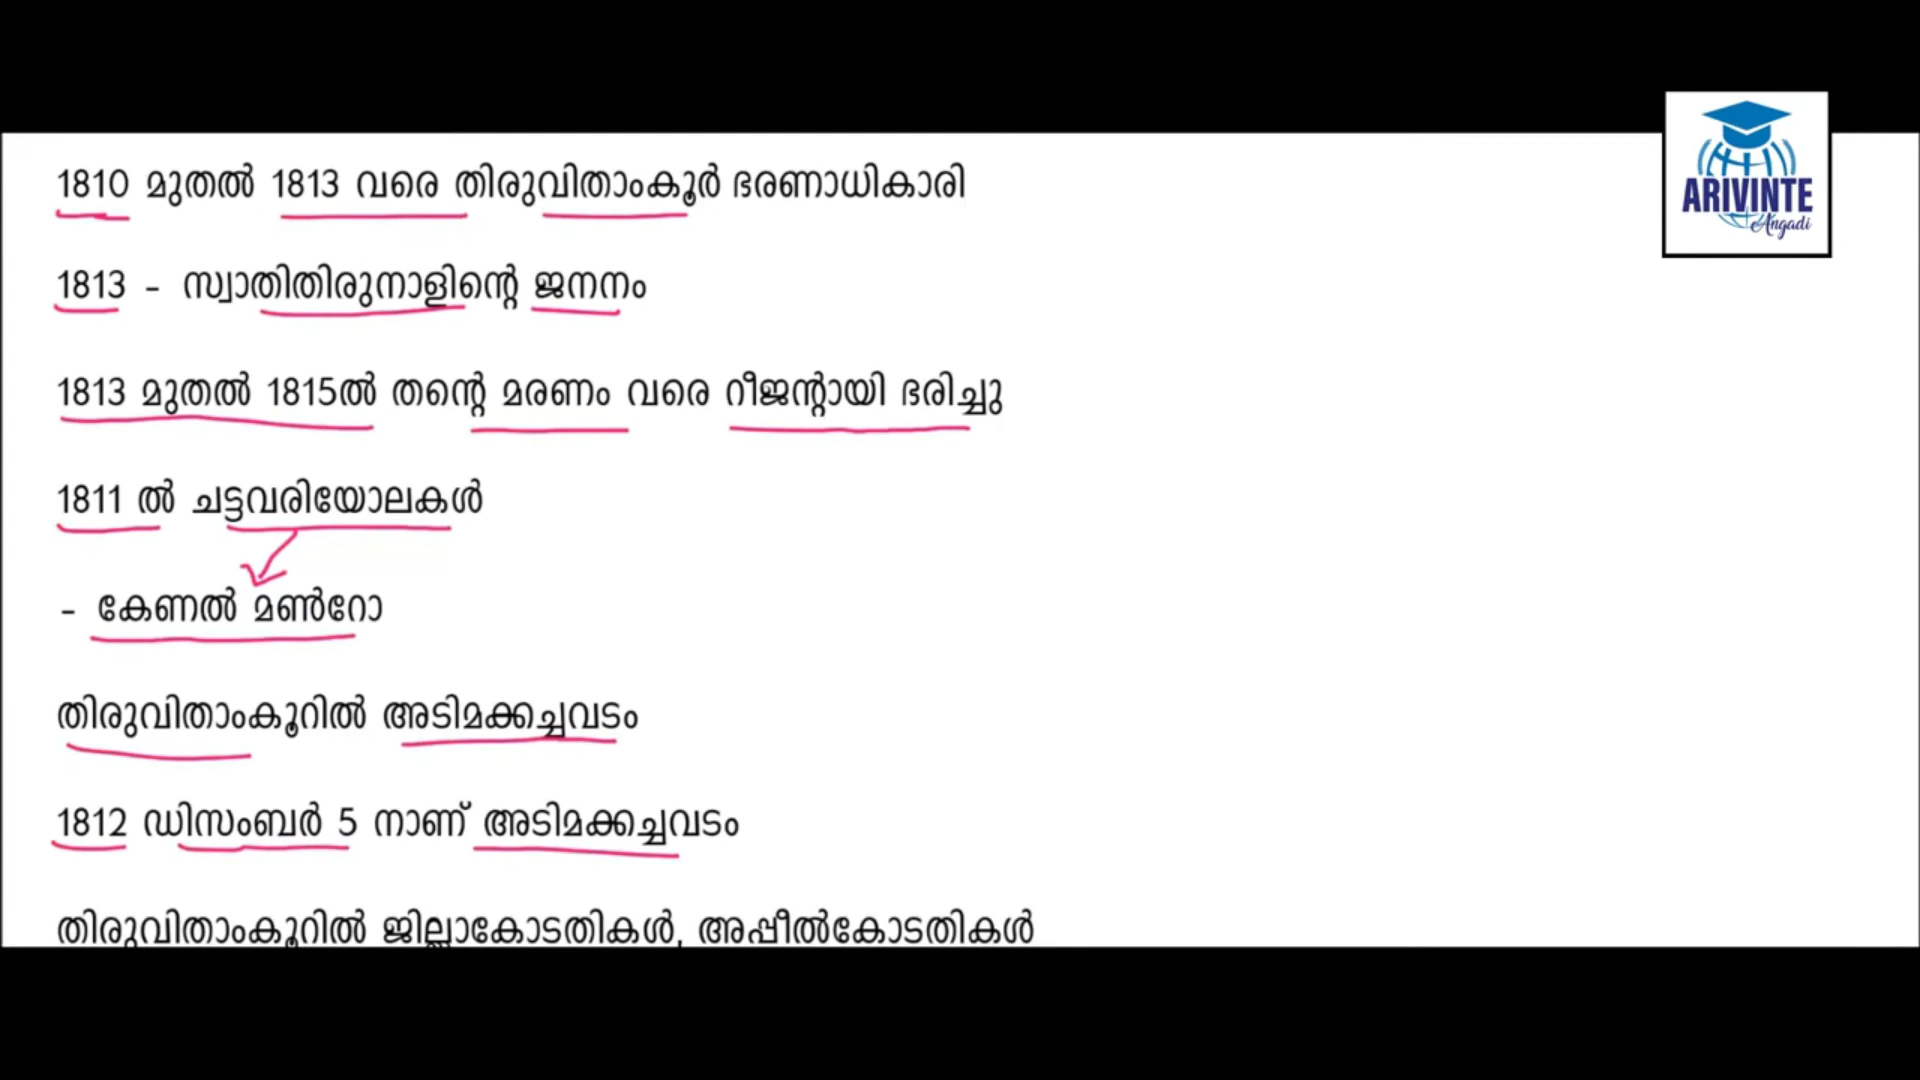 1810 മുതൽ 1813 വരെ തിരുവിതാംകൂർ ഭരണാധികാരി
ARIVINTE
Angadi
1813 - സ്വാതിതിരുനാളിന്റെ ജനനം
1813 മുതൽ 1815ൽ തന്റെ മരണം വരെ റീജന്റായി ഭരിച്ചു
1811 ൽ ചട്ടവരിയോലകൾ
- കേണൽ മൺറോ
തിരുവിതാംകൂറിൽ അടിമക്കച്ചവടം
1812 ഡിസംബർ 5 നാണ് അടിമക്കച്ചവടം
തിരുവിതാംകൂറിൽ ജില്ലാകോടതികൾ, അപ്പീൽകോടതികൾ